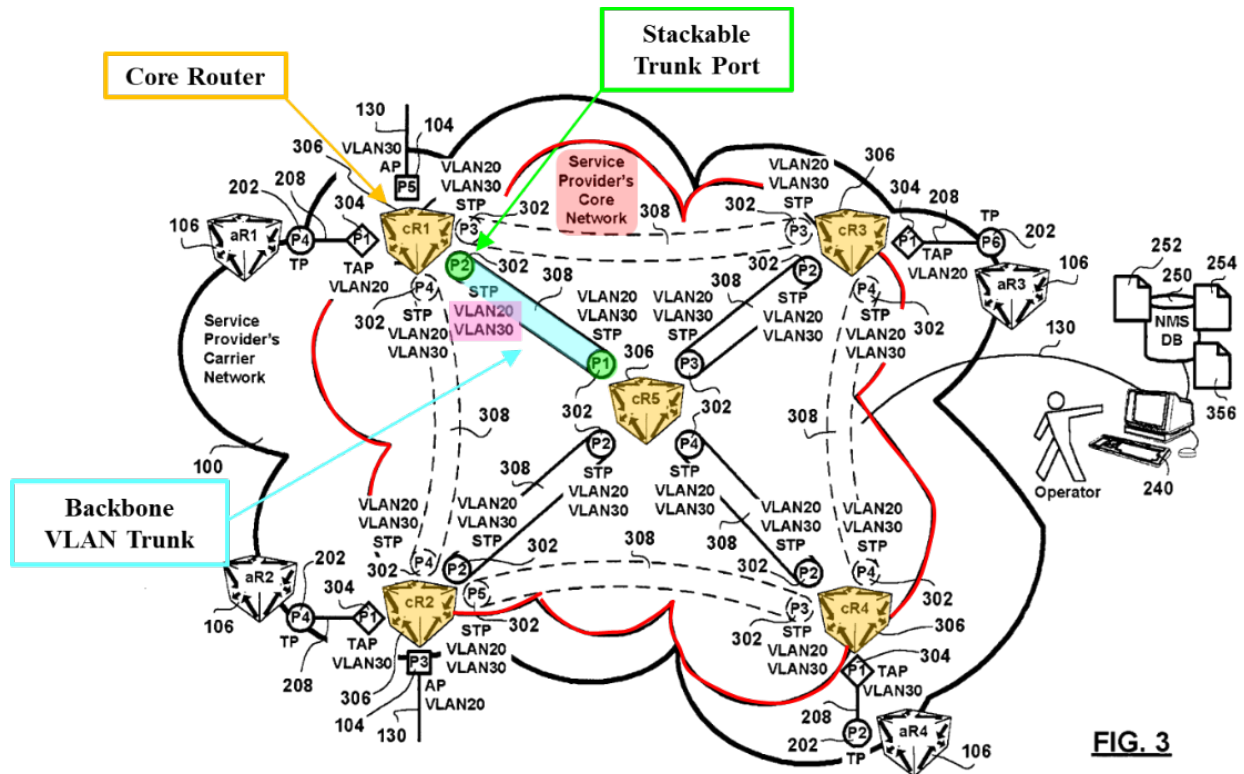 Core Router
Stackable
Trunk Port
130
104
306
VLAN30
AP
P5
VLAN20
VLAN30
STP
Service
Provider's
Core
Network
VLAN20
VLAN30
STP
306
202
208
304
302
308
302
304
208
TP
106
aR1
P4
TP
P1
TAP
VLAN20
cR1
P3
P3
cR3
P1
TAP
VLAN20
P6
202
252
250
254
P2
302
302
P2
aR3
106
302
P4
STP
VLAN20
VLAN30
STP
VLAN20
VLAN30
308
VLAN20
VLAN30
STP
VLAN20
VLAN30
STP
STP
VLAN20
VLAN30
P4
302
STP
VLAN20
VLAN30
302
NMS
DB
Service
Provider's
Carrier
Network
130
356
P1
306
P3
302
cR5
302
308
308
302
302
100
P2
P4
Operator
240
STP
VLAN20
VLAN30
STP
VLAN20
VLAN30
308
Backbone
VLAN Trunk
VLAN20
VLAN30
STP
VLAN20
VLAN30
STP
VLAN20
VLAN30
STP
VLAN20
VLAN30
STP
308
308
202
302
P4
P2
302
302
P2
P4
302
aR2
304
106
P4
TP
P1
TAP
VLAN30
cR2
P5
302
STP
VLAN20
VLAN30
P3
302
STP
VLAN20
VLAN30
cR4
306
208
306
P3
AP
VLAN20
104
130
P1
304
TAP
VLAN30
208
202
P2
TP
aR4
106
FIG. 3